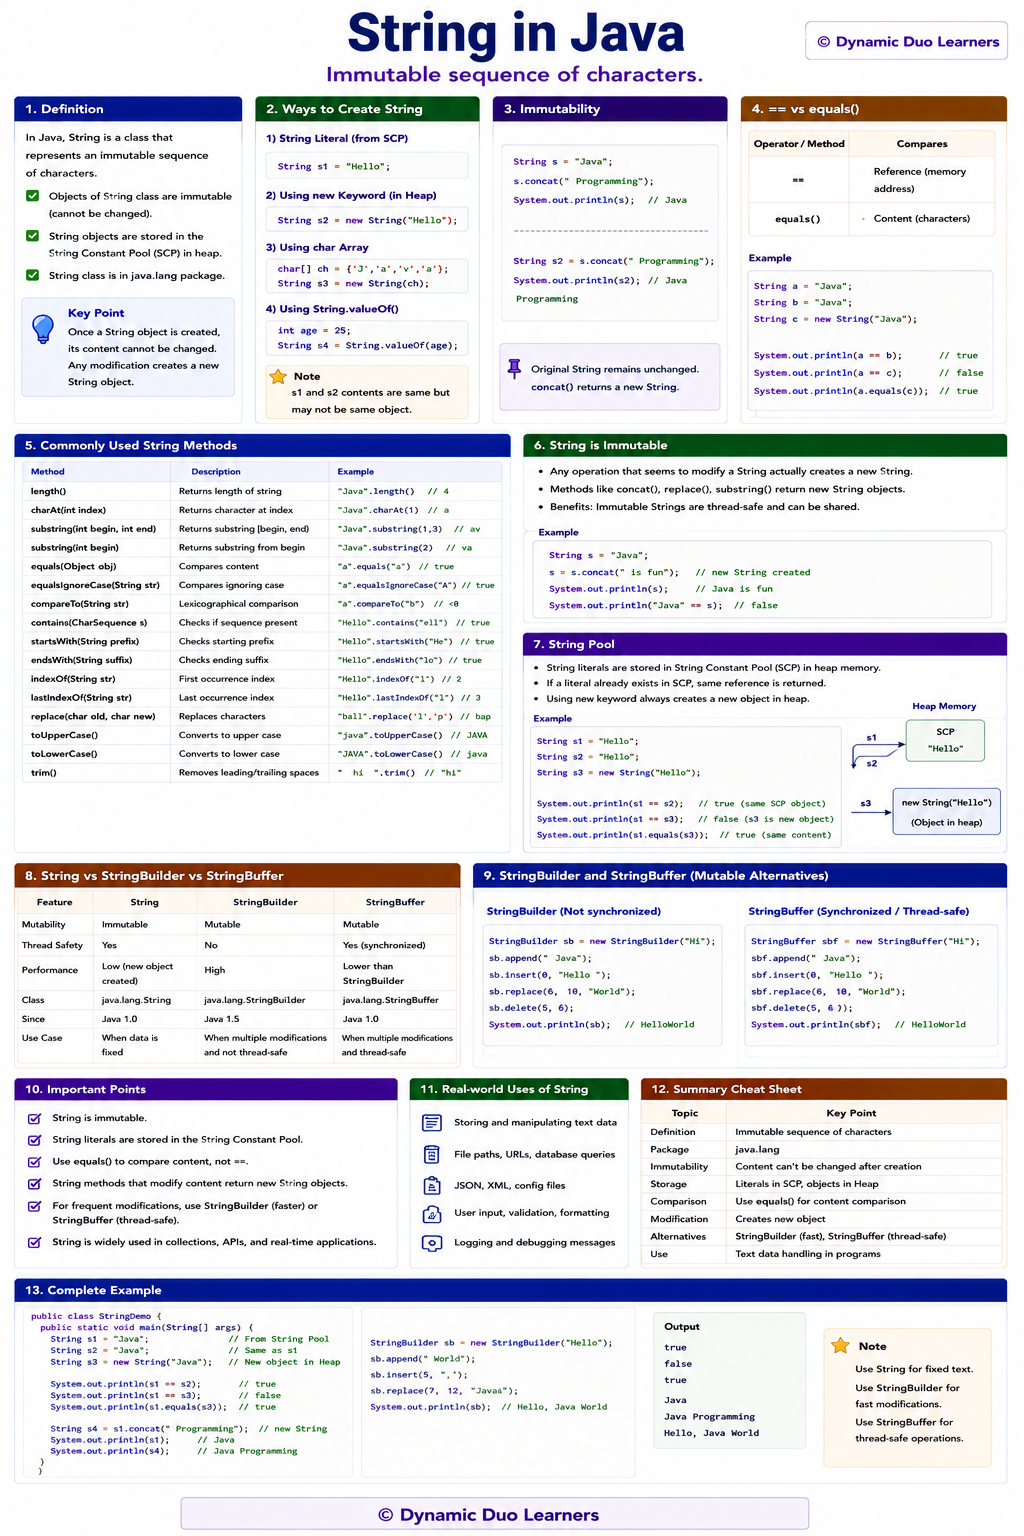 String in Java
Immutable sequence of characters.
© Dynamic Duo Learners
1. Definition
In Java, String is a class that
represents an immutable sequence
of characters.
Objects of String class are immutable
(cannot be changed).
String objects are stored in the
String Constant Pool (SCP) in heap.
String class is in java.lang package.
Key Point
Once a String object is created,
its content cannot be changed.
Any modification creates a new
String object.
2. Ways to Create String
1) String Literal (from SCP)
String s1 = "Hello";
2) Using new Keyword (in Heap)
String s2 = new String("Hello");
3) Using char Array
char[] ch = {'J','a','v','a'};
String s3 = new String(ch);
4) Using String.valueOf()
int age = 25;
String s4 = String.valueOf(age);
Note
s1 and s2 contents are same but
may not be same object.
3. Immutability
String s = "Java";
s.concat(" Programming");
System.out.println(s); // Java
String s2 = s.concat(" Programming");
System.out.println(s2); // Java
Programming
Original String remains unchanged.
concat() returns a new String.
4. == vs equals()
Operator / Method Compares
== Reference (memory
address)
equals() - Content (characters)
Example
String a = "Java";
String b = "Java";
String c = new String("Java");
System.out.println(a == b); // true
System.out.println(a == c); // false
System.out.println(a.equals(c)); // true
5. Commonly Used String Methods
Method Description Example
length() Returns length of string "Java".length() // 4
charAt(int index) Returns character at index "Java".charAt(1) // a
substring(int begin, int end) Returns substring [begin, end) "Java".substring(1,3) // av
substring(int begin) Returns substring from begin "Java".substring(2) // va
equals(Object obj) Compares content "a".equals("a") // true
equalsIgnoreCase(String str) Compares ignoring case "a".equalsIgnoreCase("A") // true
compareTo(String str) Lexicographical comparison "a".compareTo("b") // <0
contains(CharSequence s) Checks if sequence present "Hello".contains("ell") // true
startsWith(String prefix) Checks starting prefix "Hello".startsWith("He") // true
endsWith(String suffix) Checks ending suffix "Hello".endsWith("lo") // true
indexOf(String str) First occurrence index "Hello".indexOf("l") // 2
lastIndexOf(String str) Last occurrence index "Hello".lastIndexOf("l") // 3
replace(char old, char new) Replaces characters "ball".replace('l','p') // bap
toUpperCase() Converts to upper case "java".toUpperCase() // JAVA
toLowerCase() Converts to lower case "JAVA".toLowerCase() // java
trim() Removes leading/trailing spaces " hi ".trim() // "hi"
6. String is Immutable
• Any operation that seems to modify a String actually creates a new String.
• Methods like concat(), replace(), substring() return new String objects.
• Benefits: Immutable Strings are thread-safe and can be shared.
Example
String s = "Java";
s = s.concat(" is fun"); // new String created
System.out.println(s); // Java is fun
System.out.println("Java" == s); // false
7. String Pool
• String literals are stored in String Constant Pool (SCP) in heap memory.
• If a literal already exists in SCP, same reference is returned.
• Using new keyword always creates a new object in heap.
Example
String s1 = "Hello";
String s2 = "Hello";
String s3 = new String("Hello");
System.out.println(s1 == s2); // true (same SCP object)
System.out.println(s1 == s3); // false (s3 is new object)
System.out.println(s1.equals(s3)); // true (same content)
Heap Memory
s1
s2
SCP
"Hello"
s3
new String("Hello")
(Object in heap)
8. String vs StringBuilder vs StringBuffer
Feature String StringBuilder StringBuffer
Mutability Immutable Mutable Mutable
Thread Safety Yes No Yes (synchronized)
Performance Low (new object created) High Lower than StringBuilder
Class java.lang.String java.lang.StringBuilder java.lang.StringBuffer
Since Java 1.0 Java 1.5 Java 1.0
Use Case When data is fixed When multiple modifications and not thread-safe When multiple modifications and thread-safe
9. StringBuilder and StringBuffer (Mutable Alternatives)
StringBuilder (Not synchronized)
StringBuilder sb = new StringBuilder("Hi");
sb.append(" Java");
sb.insert(0, "Hello ");
sb.replace(6, 10, "World");
sb.delete(5, 6);
System.out.println(sb); // HelloWorld
StringBuffer (Synchronized / Thread-safe)
StringBuffer sbf = new StringBuffer("Hi");
sbf.append(" Java");
sbf.insert(0, "Hello ");
sbf.replace(6, 10, "World");
sbf.delete(5, 6 );
System.out.println(sbf); // HelloWorld
10. Important Points
String is immutable.
String literals are stored in the String Constant Pool.
Use equals() to compare content, not ==.
String methods that modify content return new String objects.
For frequent modifications, use StringBuilder (faster) or
StringBuffer (thread-safe).
String is widely used in collections, APIs, and real-time applications.
11. Real-world Uses of String
Storing and manipulating text data
File paths, URLs, database queries
JSON, XML, config files
User input, validation, formatting
Logging and debugging messages
12. Summary Cheat Sheet
Topic Key Point
Definition Immutable sequence of characters
Package java.lang
Immutability Content can't be changed after creation
Storage Literals in SCP, objects in Heap
Comparison Use equals() for content comparison
Modification Creates new object
Alternatives StringBuilder (fast), StringBuffer (thread-safe)
Use Text data handling in programs
13. Complete Example
public class StringDemo {
public static void main(String[] args) {
String s1 = "Java"; // From String Pool
String s2 = "Java"; // Same as s1
String s3 = new String("Java"); // New object in Heap
System.out.println(s1 == s2); // true
System.out.println(s1 == s3); // false
System.out.println(s1.equals(s3)); // true
String s4 = s1.concat(" Programming"); // new String
System.out.println(s1); // Java
System.out.println(s4); // Java Programming
}
}
StringBuilder sb = new StringBuilder("Hello");
sb.append(" World");
sb.insert(5, ",");
sb.replace(7, 12, "Java");
System.out.println(sb); // Hello, Java World
Output
true
false
true
Java
Java Programming
Hello, Java World
Note
Use String for fixed text.
Use StringBuilder for
fast modifications.
Use StringBuffer for
thread-safe operations.
© Dynamic Duo Learners